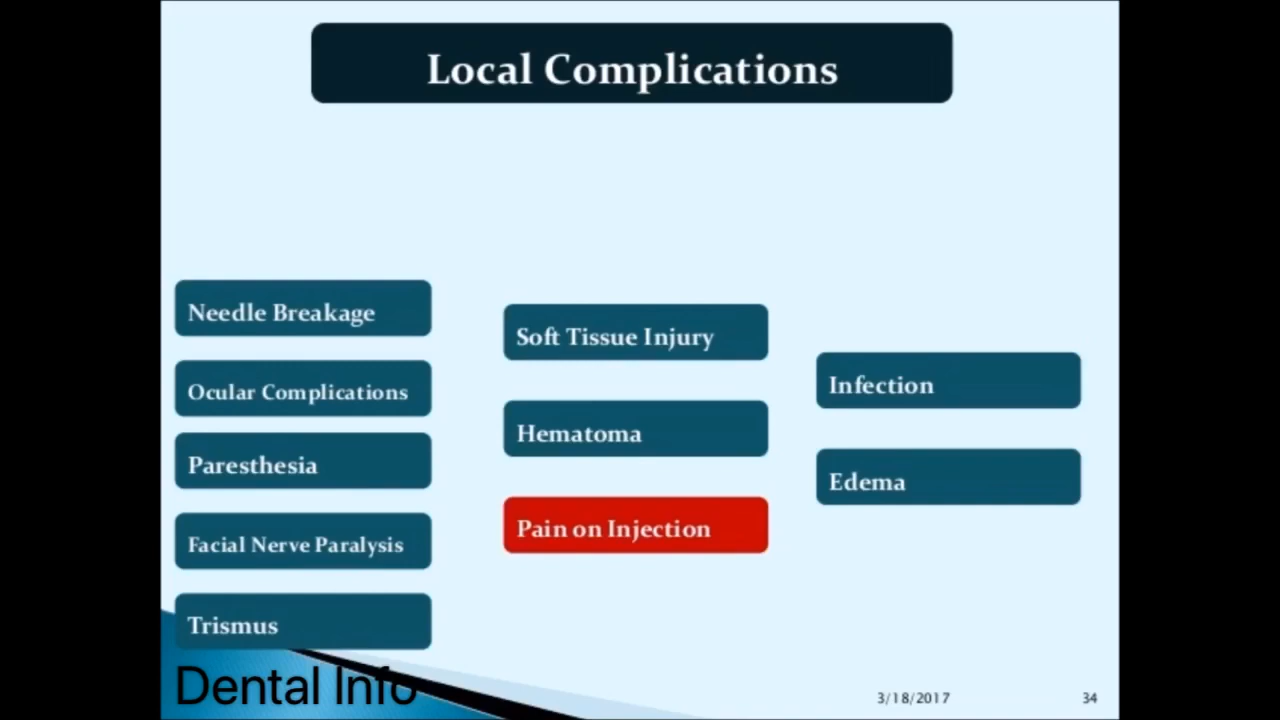 Local Complications
Needle Breakage
Ocular Complications
Paresthesia
Facial Nerve Paralysis
Trismus
Soft Tissue Injury
Hematoma
Pain on Injection
Infection
Edema
Dental Info
3/18/2017
34